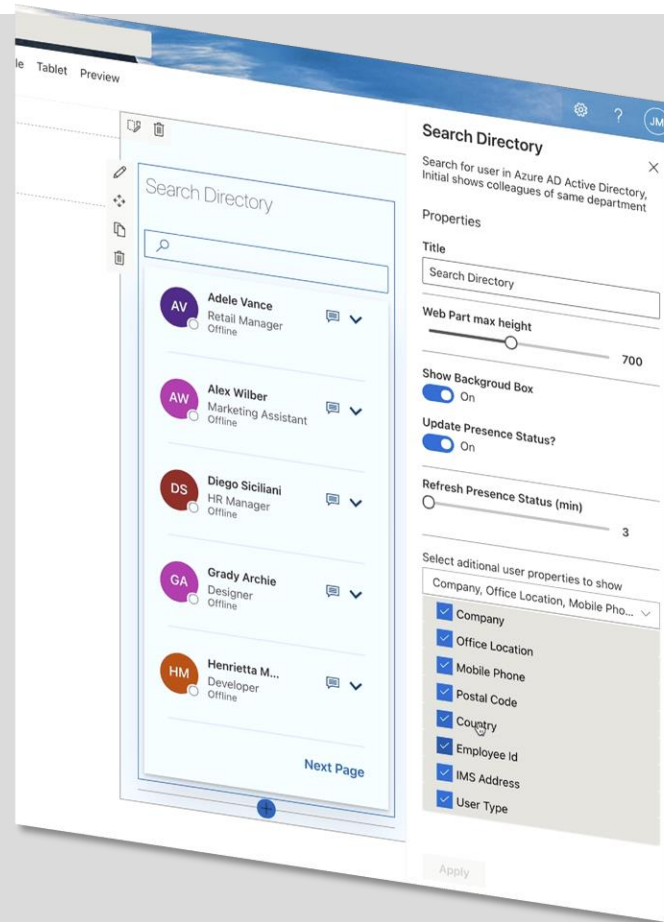 le Tablet Preview
?
JM
Search Directory
AV
Adele Vance
Retail Manager
Offline
AW
Alex Wilber
Marketing Assistant
Offline
DS
Diego Siciliani
HR Manager
Offline
GA
Grady Archie
Designer
Offline
HM
Henrietta M...
Developer
Offline
Next Page
Search Directory
Search for user in Azure AD Active Directory,
Initial shows colleagues of same department
Properties
Title
Search Directory
Web Part max height
700
Show Backgroud Box
On
Update Presence Status?
On
Refresh Presence Status (min)
3
Select aditional user properties to show
Company, Office Location, Mobile Pho...
Company
Office Location
Mobile Phone
Postal Code
Country
Employee Id
IMS Address
User Type
Apply